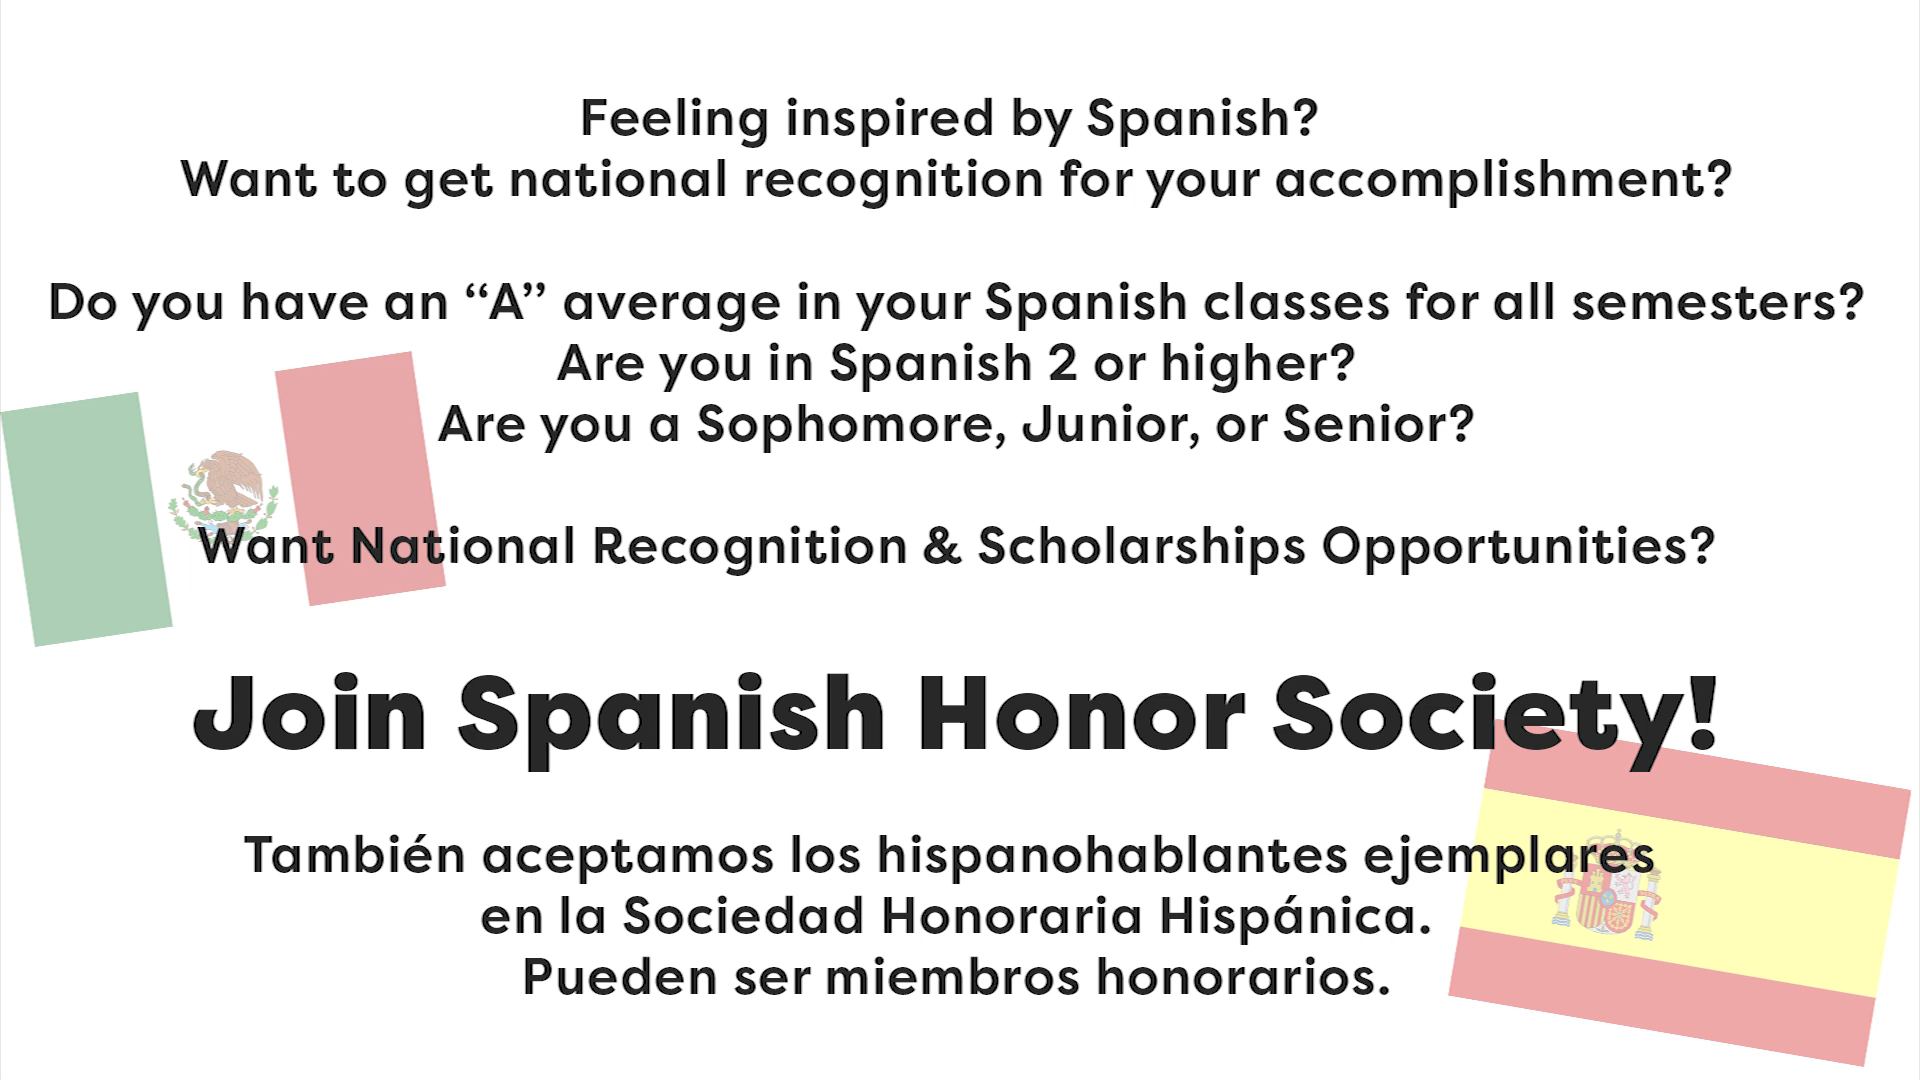 Feeling inspired by Spanish?
Want to get national recognition for your accomplishment?
Do you have an “A” average in your Spanish classes for all semesters?
Are you in Spanish 2 or higher?
Are you a Sophomore, Junior, or Senior?
Want National Recognition & Scholarships Opportunities?
Join Spanish Honor Society!
También aceptamos los hispanohablantes ejemplares
en la Sociedad Honoraria Hispánica.
Pueden ser miembros honorarios.